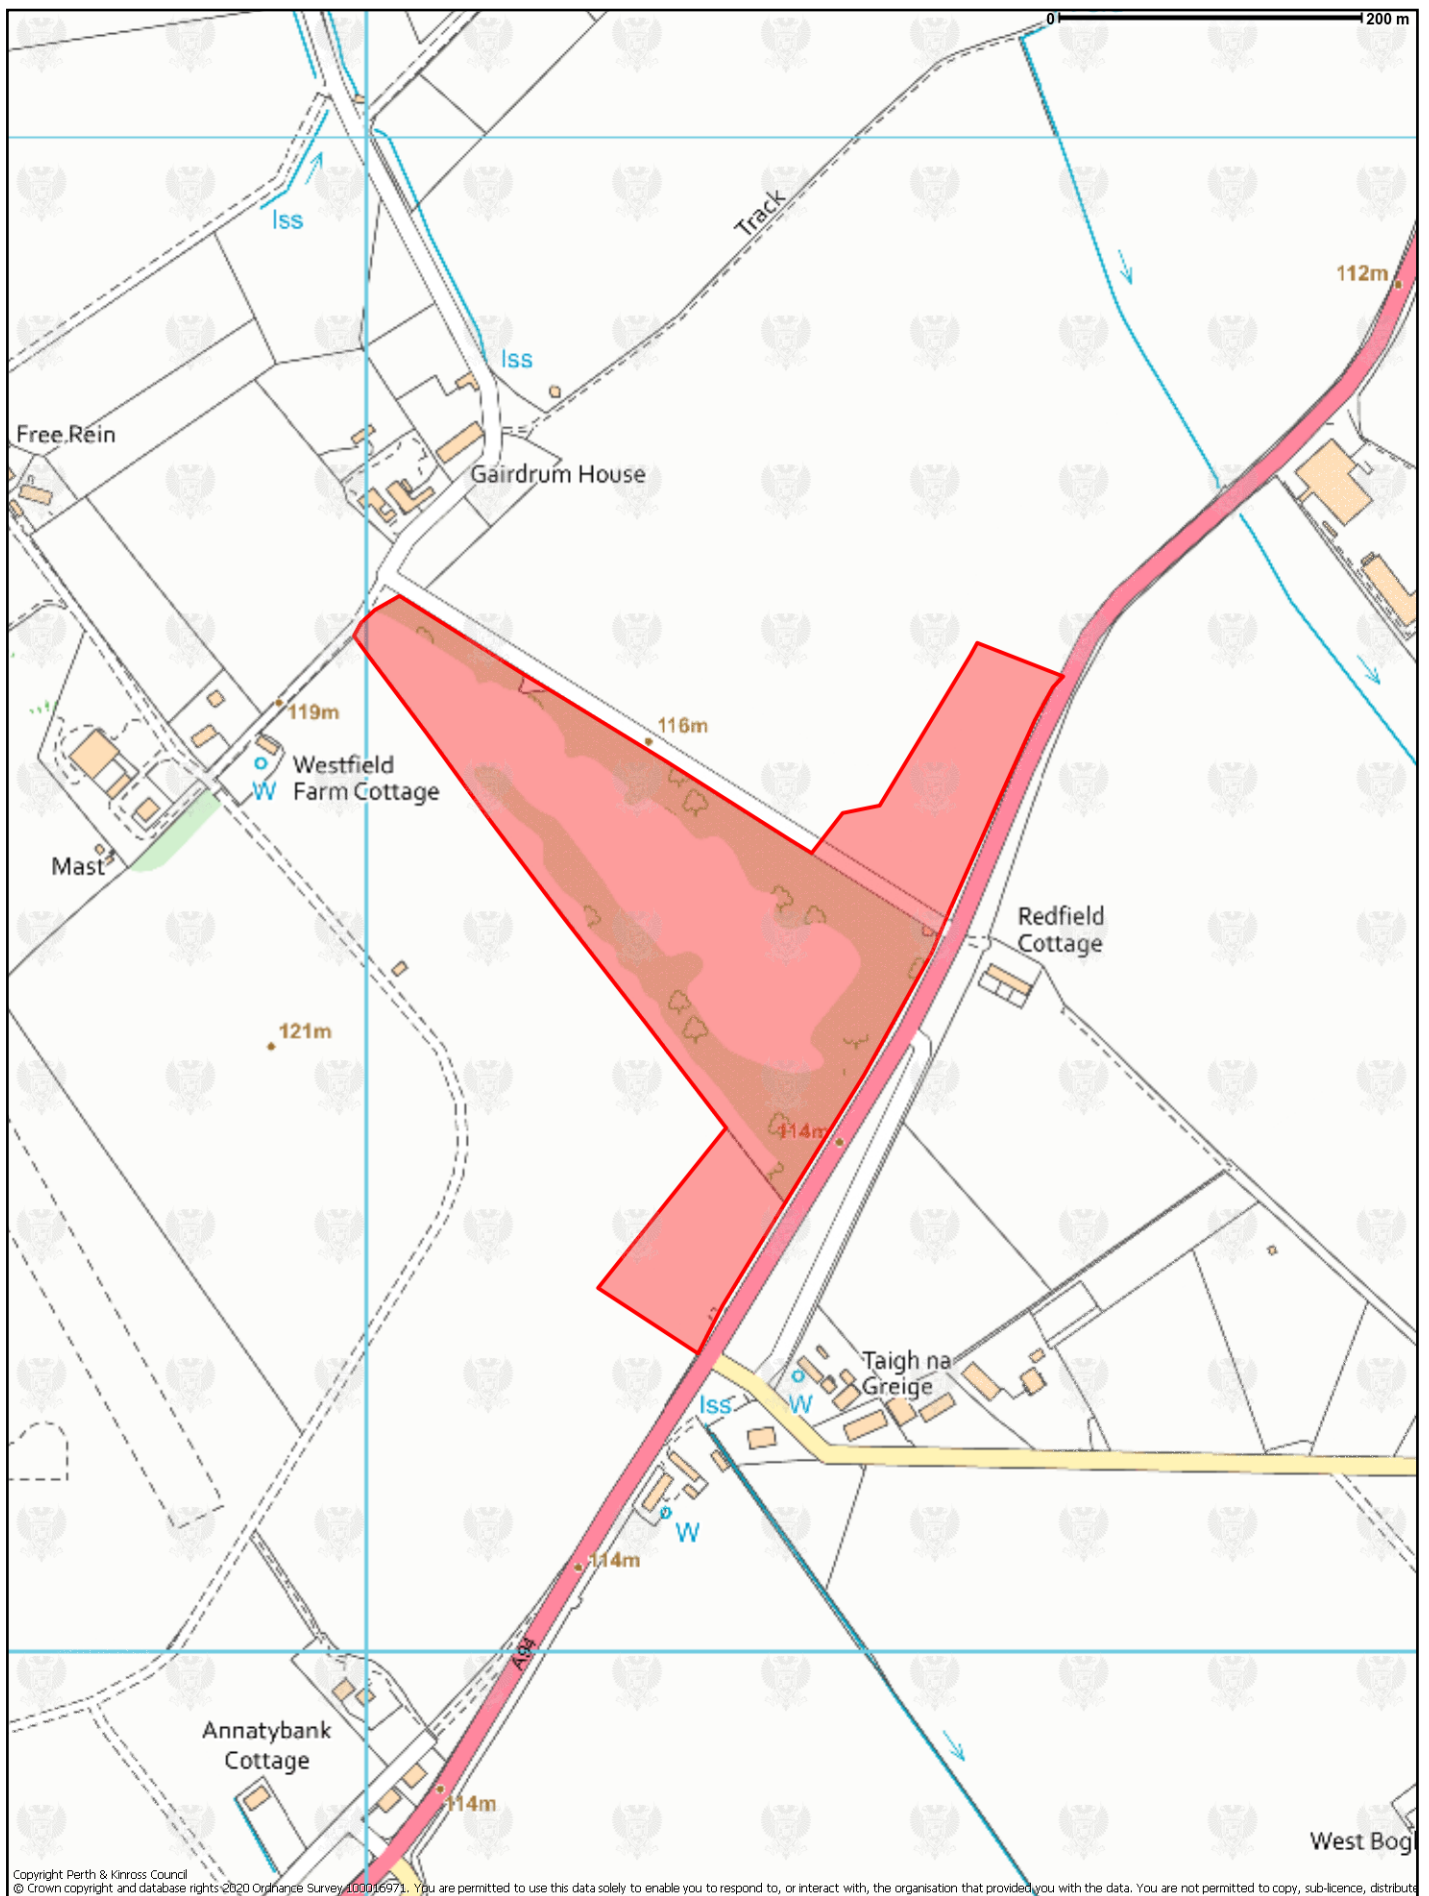 0 200 m
Iss
Track
112m
Iss
Free Rein
Gairdrum House
119m
116m
Westfield
Farm Cottage
W
Mast
Redfield
Cottage
121m
114m
Taigh na
Greige
Iss
W
W
114m
A94
Annatybank
Cottage
114m
West Bogl
Copyright Perth & Kinross Council
© Crown copyright and database rights 2020 Ordnance Survey 100016971. You are permitted to use this data solely to enable you to respond to, or interact with, the organisation that provided you with the data. You are not permitted to copy, sub-licence, distribute